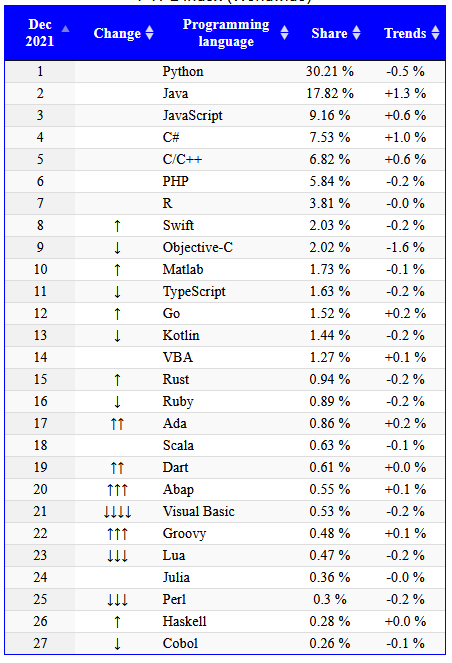 Dec 2021 Change Programming language Share Trends
1 Python 30.21 % -0.5 %
2 Java 17.82 % +1.3 %
3 JavaScript 9.16 % +0.6 %
4 C# 7.53 % +1.0 %
5 C/C++ 6.82 % +0.6 %
6 PHP 5.84 % -0.2 %
7 R 3.81 % -0.0 %
8 ↑ Swift 2.03 % -0.2 %
9 ↓ Objective-C 2.02 % -1.6 %
10 ↑ Matlab 1.73 % -0.1 %
11 ↓ TypeScript 1.63 % -0.2 %
12 ↑ Go 1.52 % +0.2 %
13 ↓ Kotlin 1.44 % -0.2 %
14 VBA 1.27 % +0.1 %
15 ↑ Rust 0.94 % -0.2 %
16 ↓ Ruby 0.89 % -0.2 %
17 ↑↑ Ada 0.86 % +0.2 %
18 Scala 0.63 % -0.1 %
19 ↑↑ Dart 0.61 % +0.0 %
20 ↑↑↑ Abap 0.55 % +0.1 %
21 ↓↓↓↓ Visual Basic 0.53 % -0.2 %
22 ↑↑↑ Groovy 0.48 % +0.1 %
23 ↓↓↓ Lua 0.47 % -0.2 %
24 Julia 0.36 % -0.0 %
25 ↓↓↓ Perl 0.3 % -0.2 %
26 ↑ Haskell 0.28 % +0.0 %
27 ↓ Cobol 0.26 % -0.1 %